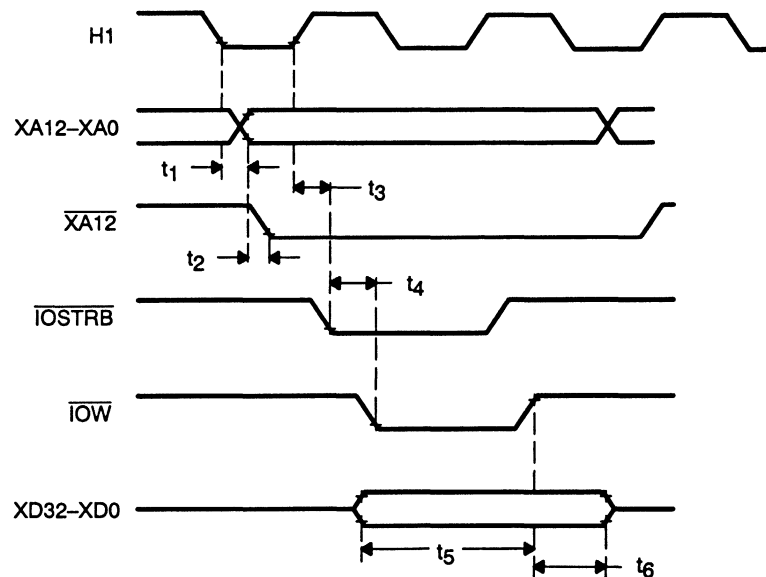 H1
XA12–XA0
t1
t3
XA12
t2
t4
IOSTRB
IOW
XD32–XD0
t5
t6